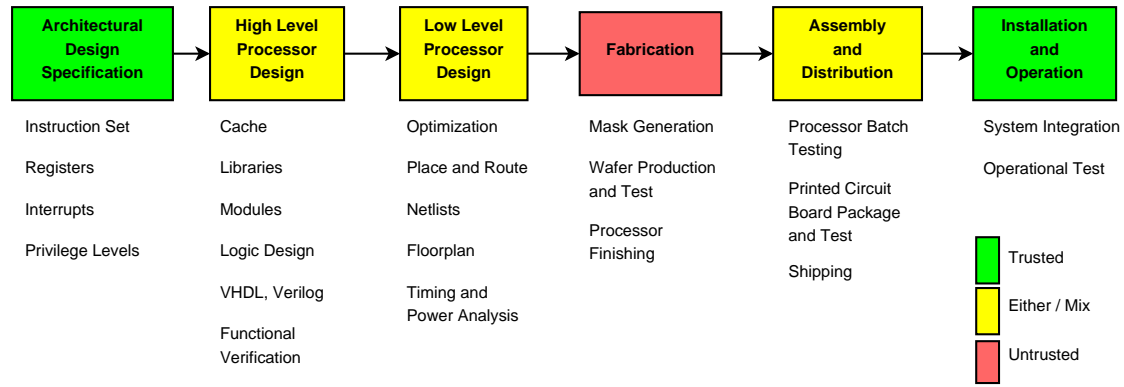 Architectural
Design
Specification
High Level
Processor
Design
Low Level
Processor
Design
Fabrication
Assembly
and
Distribution
Installation
and
Operation
Instruction Set
Registers
Interrupts
Privilege Levels
Cache
Libraries
Modules
Logic Design
VHDL, Verilog
Functional
Verification
Optimization
Place and Route
Netlists
Floorplan
Timing and
Power Analysis
Mask Generation
Wafer Production
and Test
Processor
Finishing
Processor Batch
Testing
Printed Circuit
Board Package
and Test
Shipping
System Integration
Operational Test
Trusted
Either / Mix
Untrusted